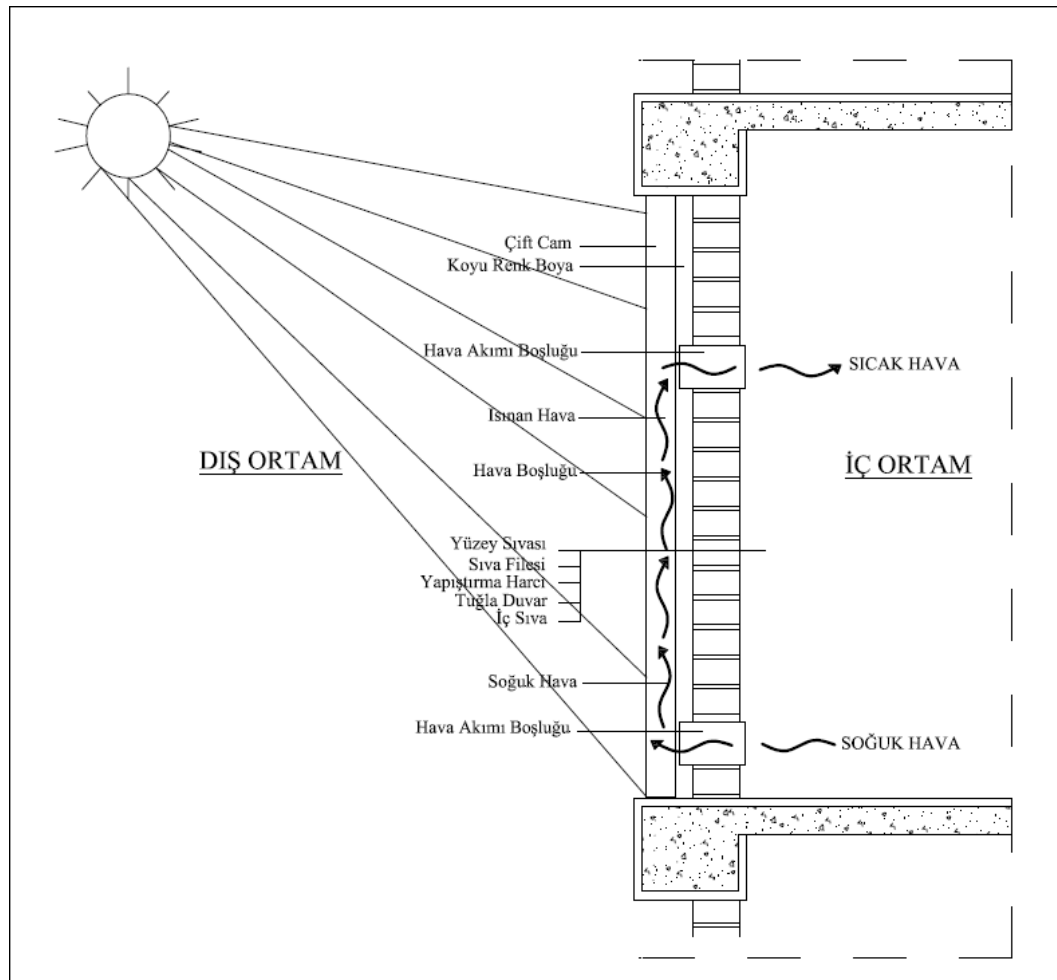 Çift Cam
Koyu Renk Boya
Hava Akımı Boşluğu
SICAK HAVA
Isınan Hava
DIŞ ORTAM
İÇ ORTAM
Hava Boşluğu
Yüzey Sıvası
Sıva Filesi
Yapıştırma Harcı
Tuğla Duvar
İç Sıva
Soğuk Hava
Hava Akımı Boşluğu
SOĞUK HAVA